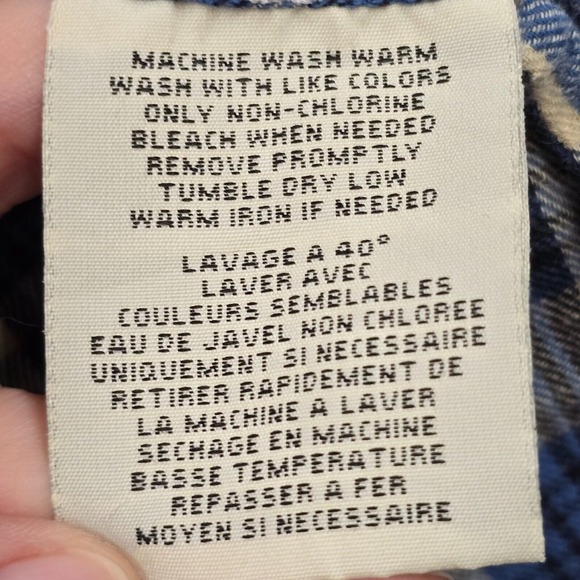 MACHINE WASH WARM
WASH WITH LIKE COLORS
ONLY NON-CHLORINE
BLEACH WHEN NEEDED
REMOVE PROMPTLY
TUMBLE DRY LOW
WARM IRON IF NEEDED
LAVAGE A 40°
LAVER AVEC
COULEURS SEMBLABLES
EAU DE JAVEL NON CHLOREE
UNIQUEMENT SI NECESSAIRE
RETIRER RAPIDEMENT DE
LA MACHINE A LAVER
SECHAGE EN MACHINE
BASSE TEMPERATURE
REPASSER A FER
MOYEN SI NECESSAIRE